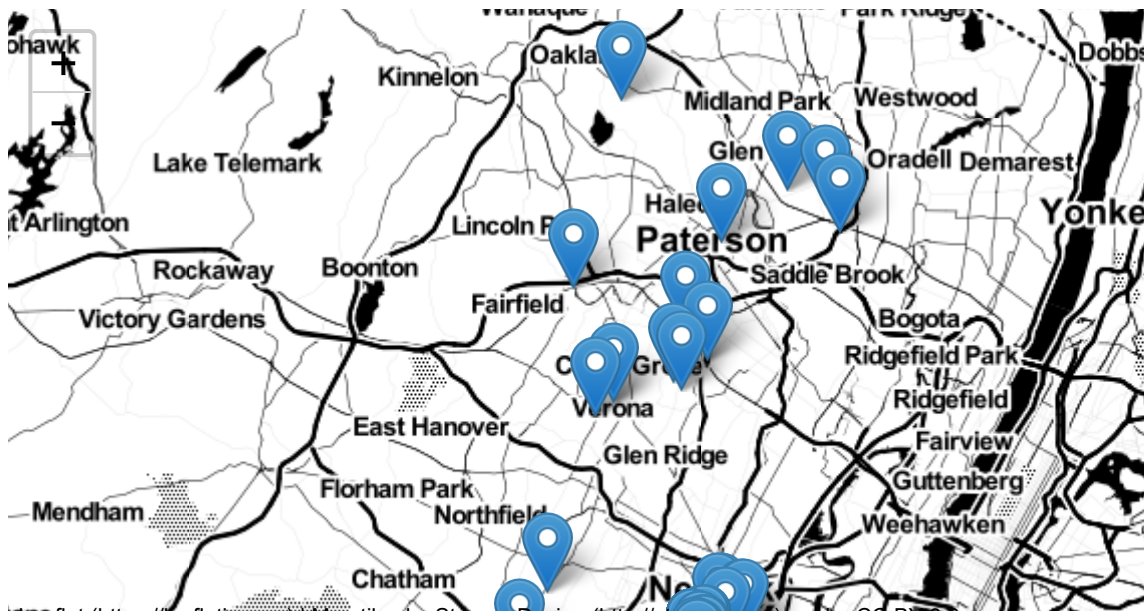 Park Ridge
ohawk
+
Oakla
Dobbs
Kinnelon
Midland Park
Westwood
−
Glen
Oradell
Demarest
Lake Telemark
t Arlington
Lincoln P
Hale
Yonke
Paterson
Rockaway
Boonton
Saddle Brook
Fairfield
Victory Gardens
Bogota
Ridgefield Park
C Gro e
Ridgefield
Verona
East Hanover
Fairview
Glen Ridge
Guttenberg
Florham Park
Mendham
Northfield
Weehawken
Chatham
Ne k